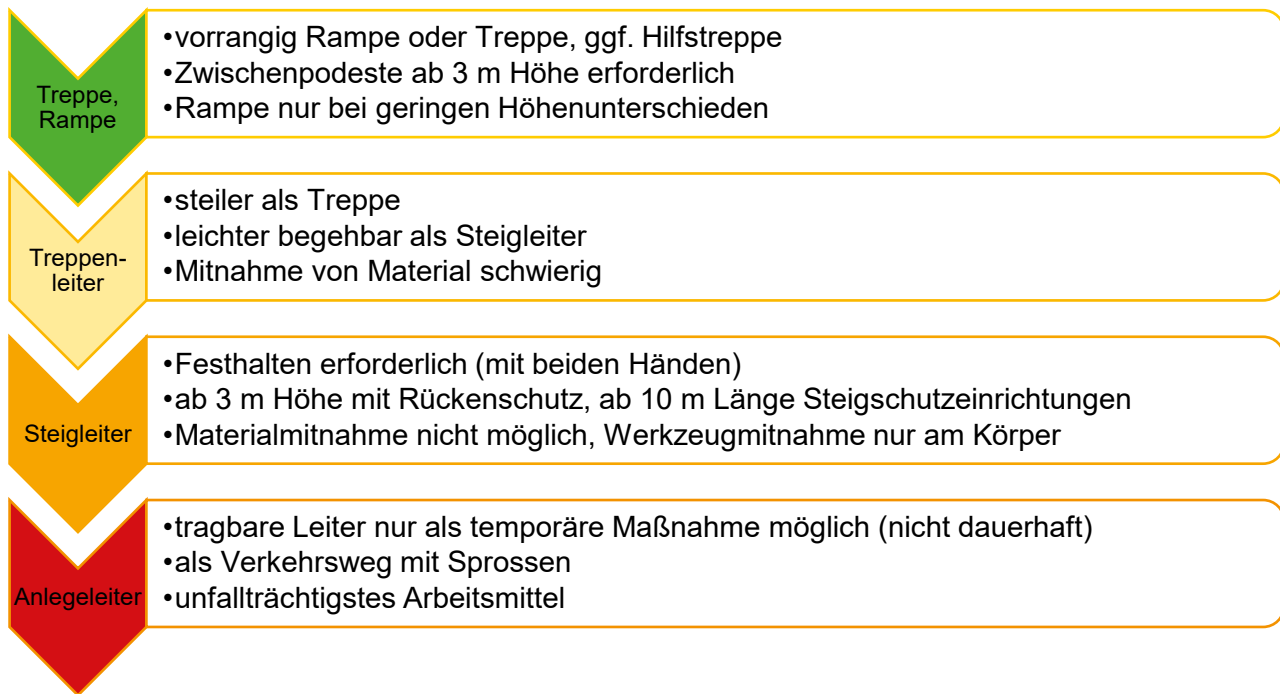 Treppe,
Rampe
•vorrangig Rampe oder Treppe, ggf. Hilfstreppe
•Zwischenpodeste ab 3 m Höhe erforderlich
•Rampe nur bei geringen Höhenunterschieden
Treppen-
leiter
•steiler als Treppe
•leichter begehbar als Steigleiter
•Mitnahme von Material schwierig
Steigleiter
•Festhalten erforderlich (mit beiden Händen)
•ab 3 m Höhe mit Rückenschutz, ab 10 m Länge Steigschutzeinrichtungen
•Materialmitnahme nicht möglich, Werkzeugmitnahme nur am Körper
Anlegeleiter
•tragbare Leiter nur als temporäre Maßnahme möglich (nicht dauerhaft)
•als Verkehrsweg mit Sprossen
•unfallträchtigstes Arbeitsmittel